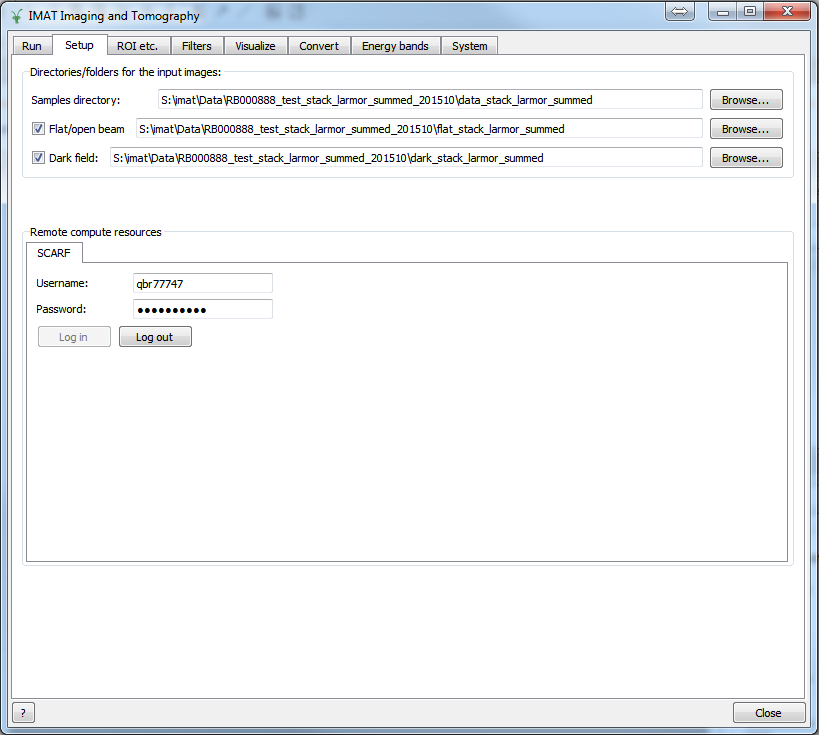 IMAT Imaging and Tomography
Run Setup ROI etc. Filters Visualize Convert Energy bands System
Directories/folders for the input images:
Samples directory: S:\imat\Data\RB000888_test_stack_larmor_summed_201510\data_stack_larmor_summed Browse...
Flat/open beam S:\imat\Data\RB000888_test_stack_larmor_summed_201510\flat_stack_larmor_summed Browse...
Dark field: S:\imat\Data\RB000888_test_stack_larmor_summed_201510\dark_stack_larmor_summed Browse...
Remote compute resources
SCARF
Username: qbr77747
Password: ●●●●●●●●●●
Log in Log out
? Close